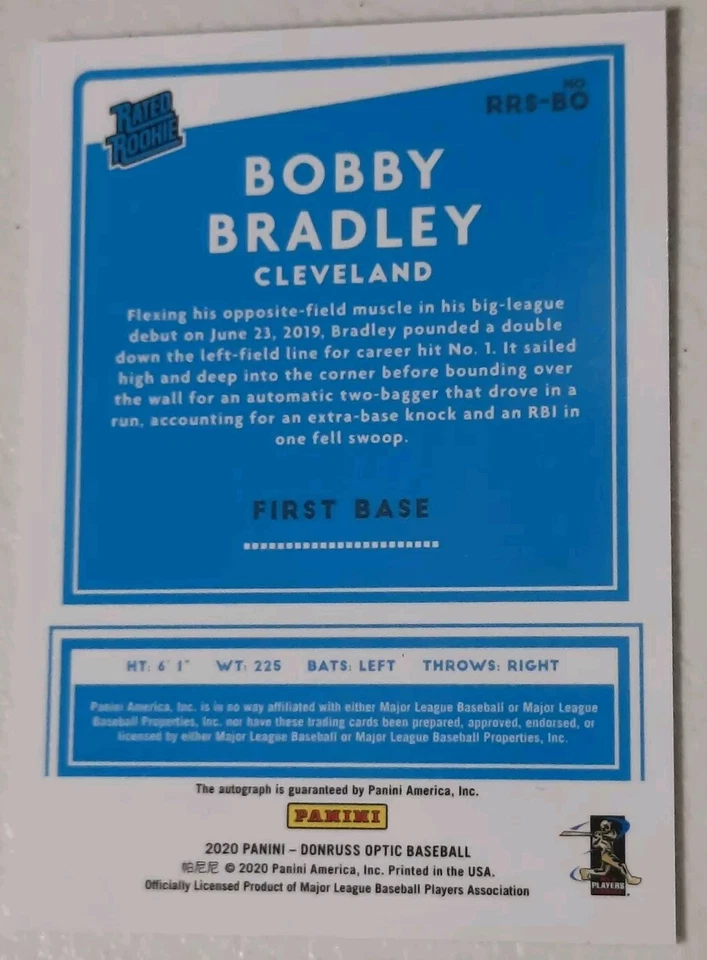 RATED
ROOKIE
NO
RRS-BO
BOBBY
BRADLEY
CLEVELAND
Flexing his opposite-field muscle in his big-league
debut on June 23, 2019, Bradley pounded a double
down the left-field line for career hit No. 1. It sailed
high and deep into the corner before bounding over
the wall for an automatic two-bagger that drove in a
run, accounting for an extra-base knock and an RBI in
one fell swoop.
FIRST BASE
HT: 6' 1" WT: 225 BATS: LEFT THROWS: RIGHT
Panini America, Inc. is in no way affiliated with either Major League Baseball or Major League
Baseball Properties, Inc. nor have these trading cards been prepared, approved, endorsed, or
licensed by either Major League Baseball or Major League Baseball Properties, Inc.
The autograph is guaranteed by Panini America, Inc.
PANINI
2020 PANINI – DONRUSS OPTIC BASEBALL
帕尼尼 © 2020 Panini America, Inc. Printed in the USA.
Officially Licensed Product of Major League Baseball Players Association
PLAYERS